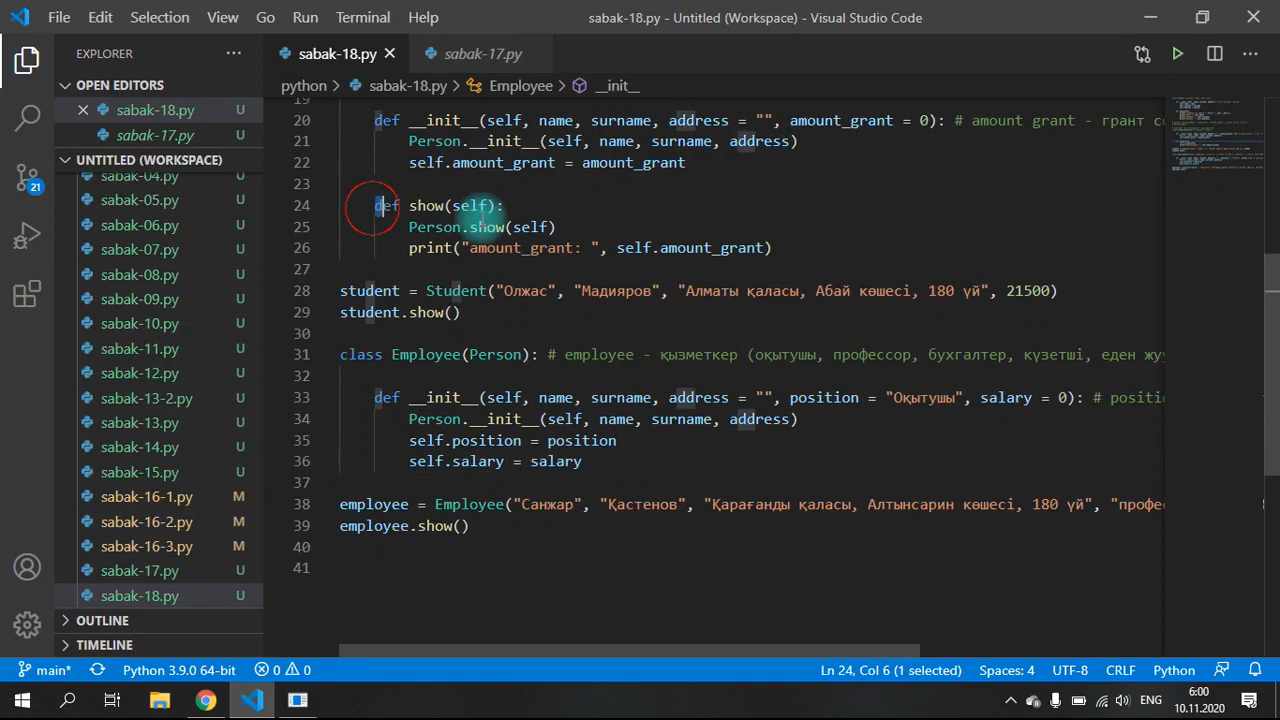 File Edit Selection View Go Run Terminal Help
sabak-18.py - Untitled (Workspace) - Visual Studio Code
EXPLORER
OPEN EDITORS
sabak-18.py U
sabak-17.py U
UNTITLED (WORKSPACE)
sabak-04.py U
sabak-05.py U
sabak-06.py U
sabak-07.py U
sabak-08.py U
sabak-09.py U
sabak-10.py U
sabak-11.py U
sabak-12.py U
sabak-13-2.py U
sabak-13.py U
sabak-14.py U
sabak-15.py U
sabak-16-1.py M
sabak-16-2.py M
sabak-16-3.py M
sabak-17.py U
sabak-18.py U
OUTLINE
TIMELINE
21
sabak-18.py
sabak-17.py
python > sabak-18.py > Employee > __init__
19
20 def __init__(self, name, surname, address = "", amount_grant = 0): # amount grant - грант со
21 Person.__init__(self, name, surname, address)
22 self.amount_grant = amount_grant
23
24 def show(self):
25 Person.show(self)
26 print("amount_grant: ", self.amount_grant)
27
28 student = Student("Олжас", "Мадияров", "Алматы қаласы, Абай көшесі, 180 үй", 21500)
29 student.show()
30
31 class Employee(Person): # employee - қызметкер (оқытушы, профессор, бухгалтер, күзетші, еден жуу
32
33 def __init__(self, name, surname, address = "", position = "Оқытушы", salary = 0): # positio
34 Person.__init__(self, name, surname, address)
35 self.position = position
36 self.salary = salary
37
38 employee = Employee("Санжар", "Қастенов", "Қарағанды қаласы, Алтынсарин көшесі, 180 үй", "профес
39 employee.show()
40
41
main* Python 3.9.0 64-bit 0 0 Ln 24, Col 6 (1 selected) Spaces: 4 UTF-8 CRLF Python
ENG
6:00
10.11.2020